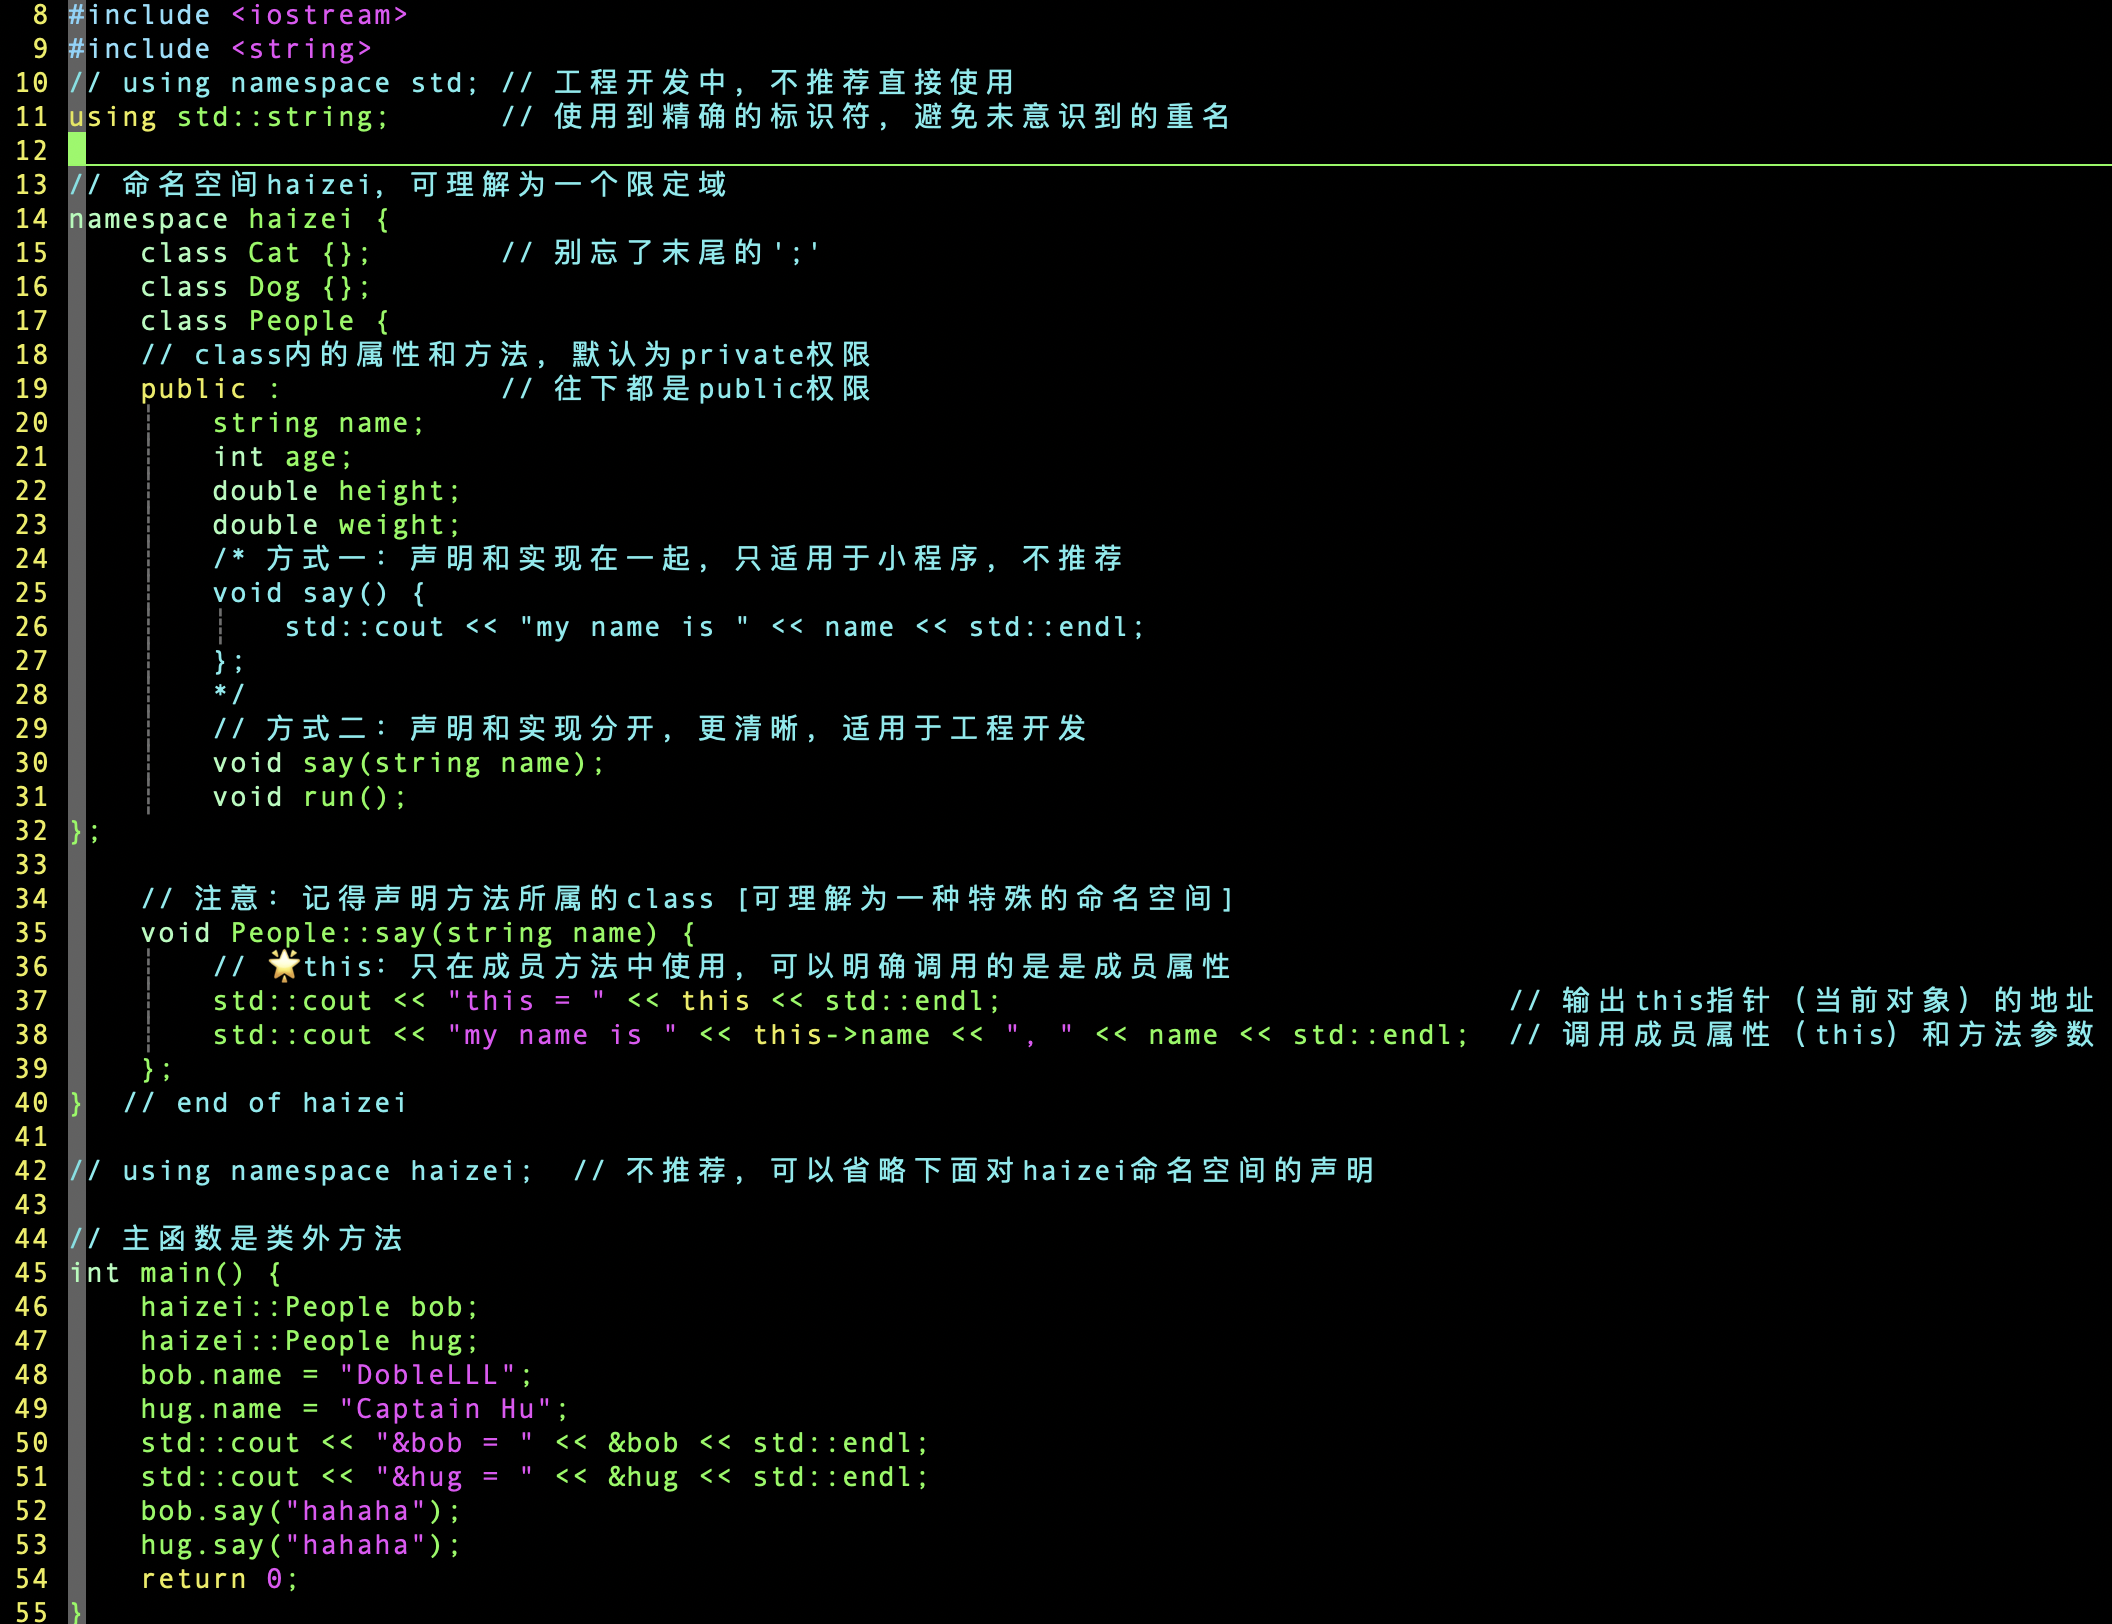 8 #include <iostream>
9 #include <string>
10 // using namespace std; // 工程开发中，不推荐直接使用
11 using std::string;      // 使用到精确的标识符，避免未意识到的重名
12
13 // 命名空间haizei，可理解为一个限定域
14 namespace haizei {
15     class Cat {};       // 别忘了末尾的';'
16     class Dog {};
17     class People {
18     // class内的属性和方法，默认为private权限
19     public :            // 往下都是public权限
20         string name;
21         int age;
22         double height;
23         double weight;
24         /* 方式一：声明和实现在一起，只适用于小程序，不推荐
25         void say() {
26             std::cout << "my name is " << name << std::endl;
27         };
28         */
29         // 方式二：声明和实现分开，更清晰，适用于工程开发
30         void say(string name);
31         void run();
32 };
33
34     // 注意：记得声明方法所属的class [可理解为一种特殊的命名空间]
35     void People::say(string name) {
36         // 🌟this：只在成员方法中使用，可以明确调用的是是成员属性
37         std::cout << "this = " << this << std::endl;                            // 输出this指针（当前对象）的地址
38         std::cout << "my name is " << this->name << ", " << name << std::endl;  // 调用成员属性（this）和方法参数
39     };
40 }  // end of haizei
41
42 // using namespace haizei;  // 不推荐，可以省略下面对haizei命名空间的声明
43
44 // 主函数是类外方法
45 int main() {
46     haizei::People bob;
47     haizei::People hug;
48     bob.name = "DobleLLL";
49     hug.name = "Captain Hu";
50     std::cout << "&bob = " << &bob << std::endl;
51     std::cout << "&hug = " << &hug << std::endl;
52     bob.say("hahaha");
53     hug.say("hahaha");
54     return 0;
55 }